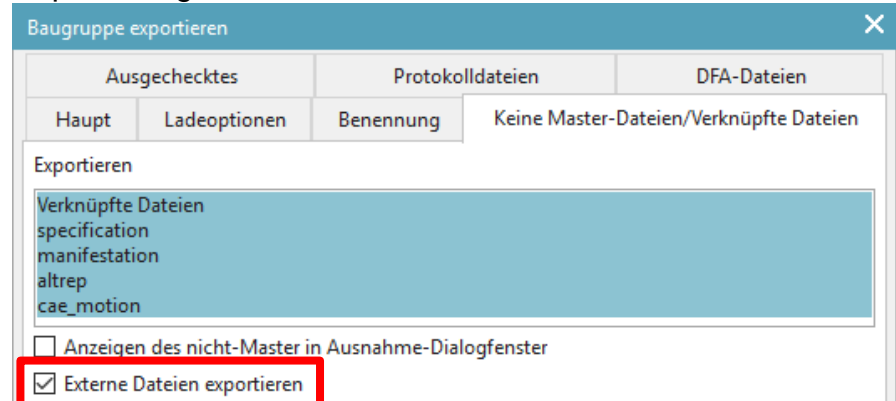 Baugruppe exportieren
Ausgechecktes Protokolldateien DFA-Dateien
Haupt Ladeoptionen Benennung Keine Master-Dateien/Verknüpfte Dateien
Exportieren
Verknüpfte Dateien
specification
manifestation
altrep
cae_motion
Anzeigen des nicht-Master in Ausnahme-Dialogfenster
Externe Dateien exportieren